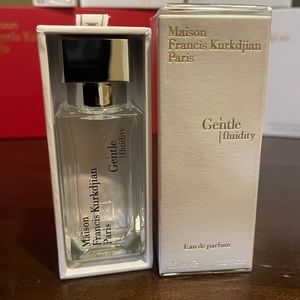 Maison
Francis Kurkdjian
Paris
Gentle
fluidity
Maison
Francis Kurkdjian
Paris
Gentle
fluidity
Eau de parfum